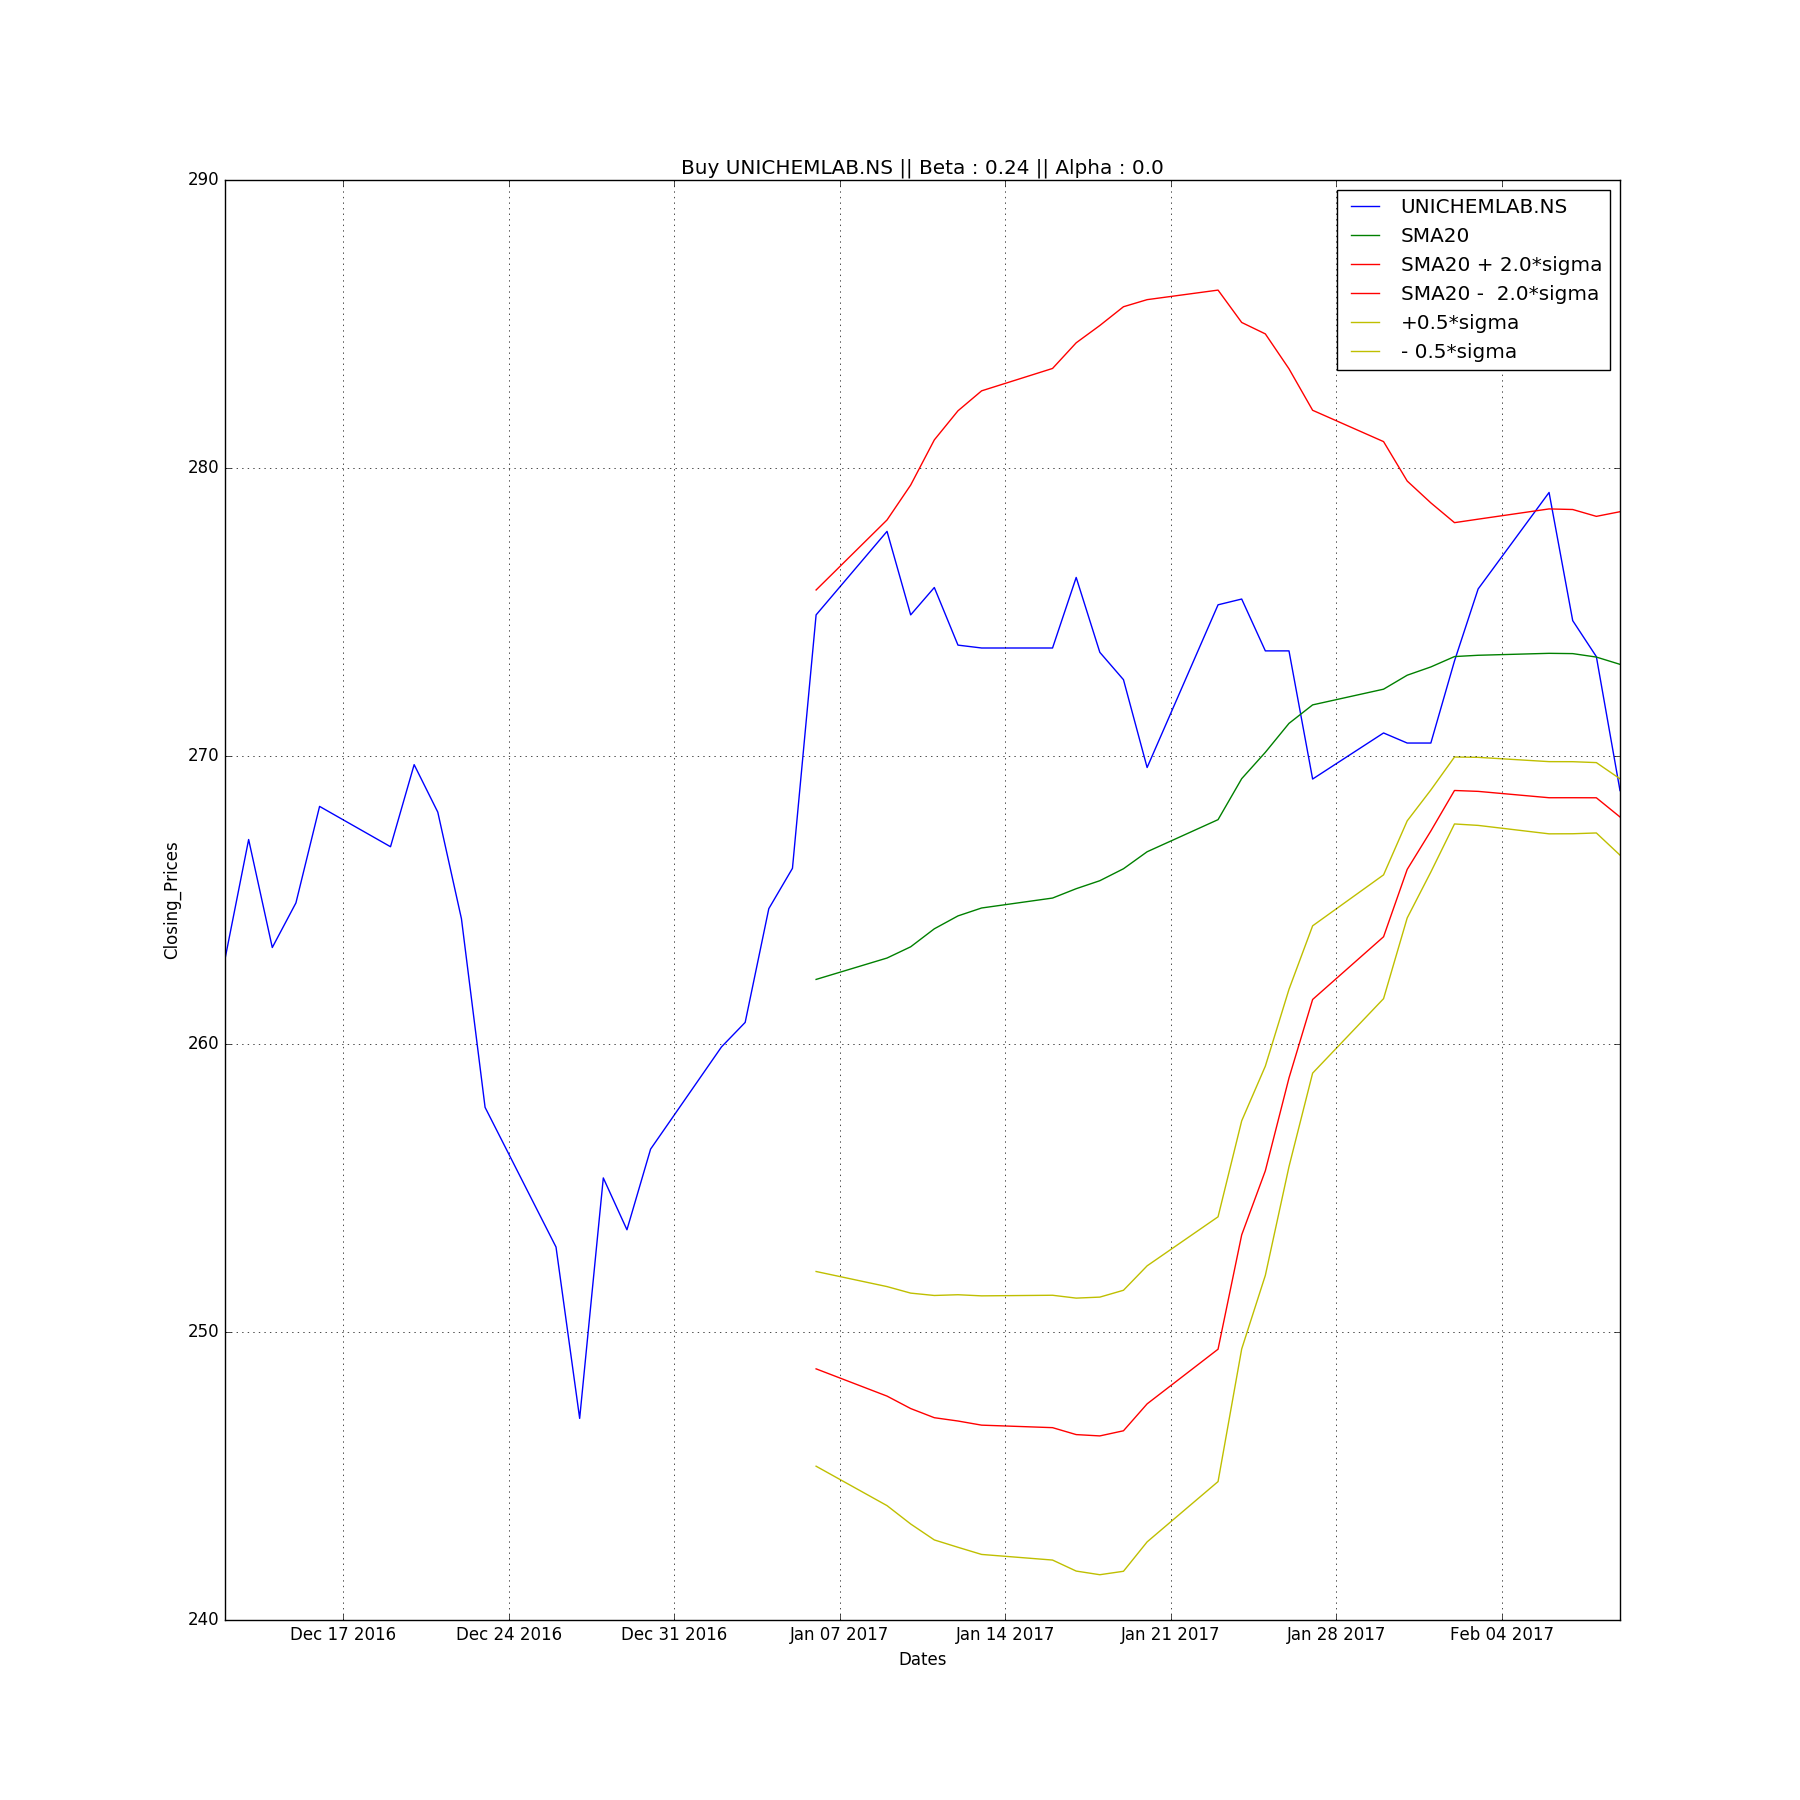 Buy UNICHEMLAB.NS || Beta : 0.24 || Alpha : 0.0
290
280
270
260
250
240
Closing_Prices
UNICHEMLAB.NS
SMA20
SMA20 + 2.0*sigma
SMA20 -  2.0*sigma
+0.5*sigma
- 0.5*sigma
Dec 17 2016
Dec 24 2016
Dec 31 2016
Jan 07 2017
Jan 14 2017
Jan 21 2017
Jan 28 2017
Feb 04 2017
Dates